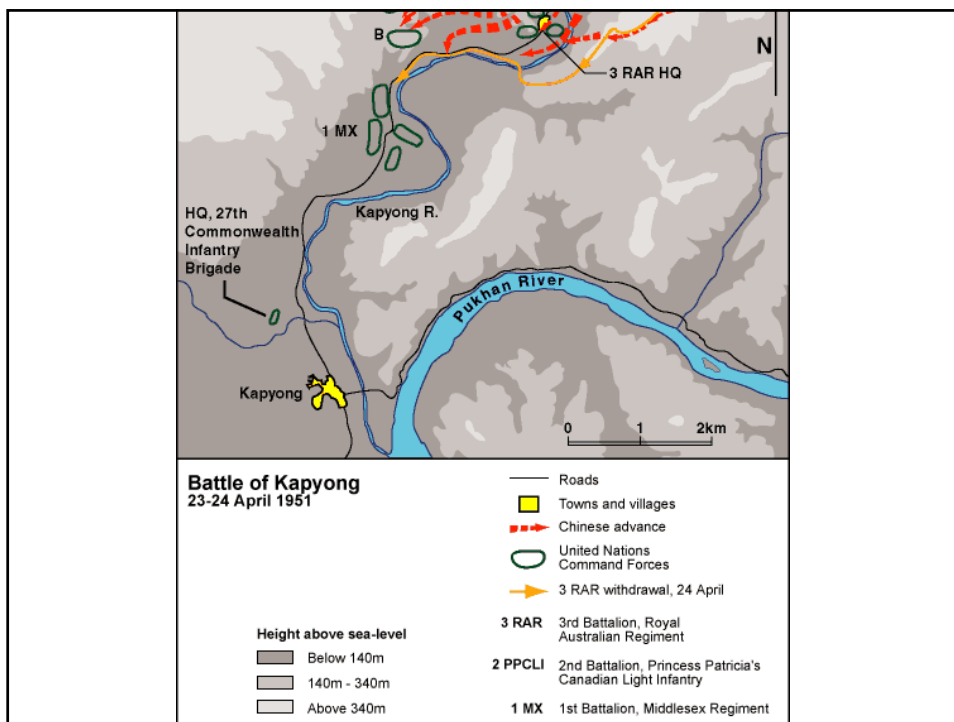 B
N
3 RAR HQ
1 MX
Kapyong R.
HQ, 27th
Commonwealth
Infantry
Brigade
Pukhan River
Kapyong
0 1 2km
Battle of Kapyong
23-24 April 1951
Roads
Towns and villages
Chinese advance
United Nations
Command Forces
3 RAR withdrawal, 24 April
3 RAR 3rd Battalion, Royal
Australian Regiment
2 PPCLI 2nd Battalion, Princess Patricia's
Canadian Light Infantry
1 MX 1st Battalion, Middlesex Regiment
Height above sea-level
Below 140m
140m - 340m
Above 340m